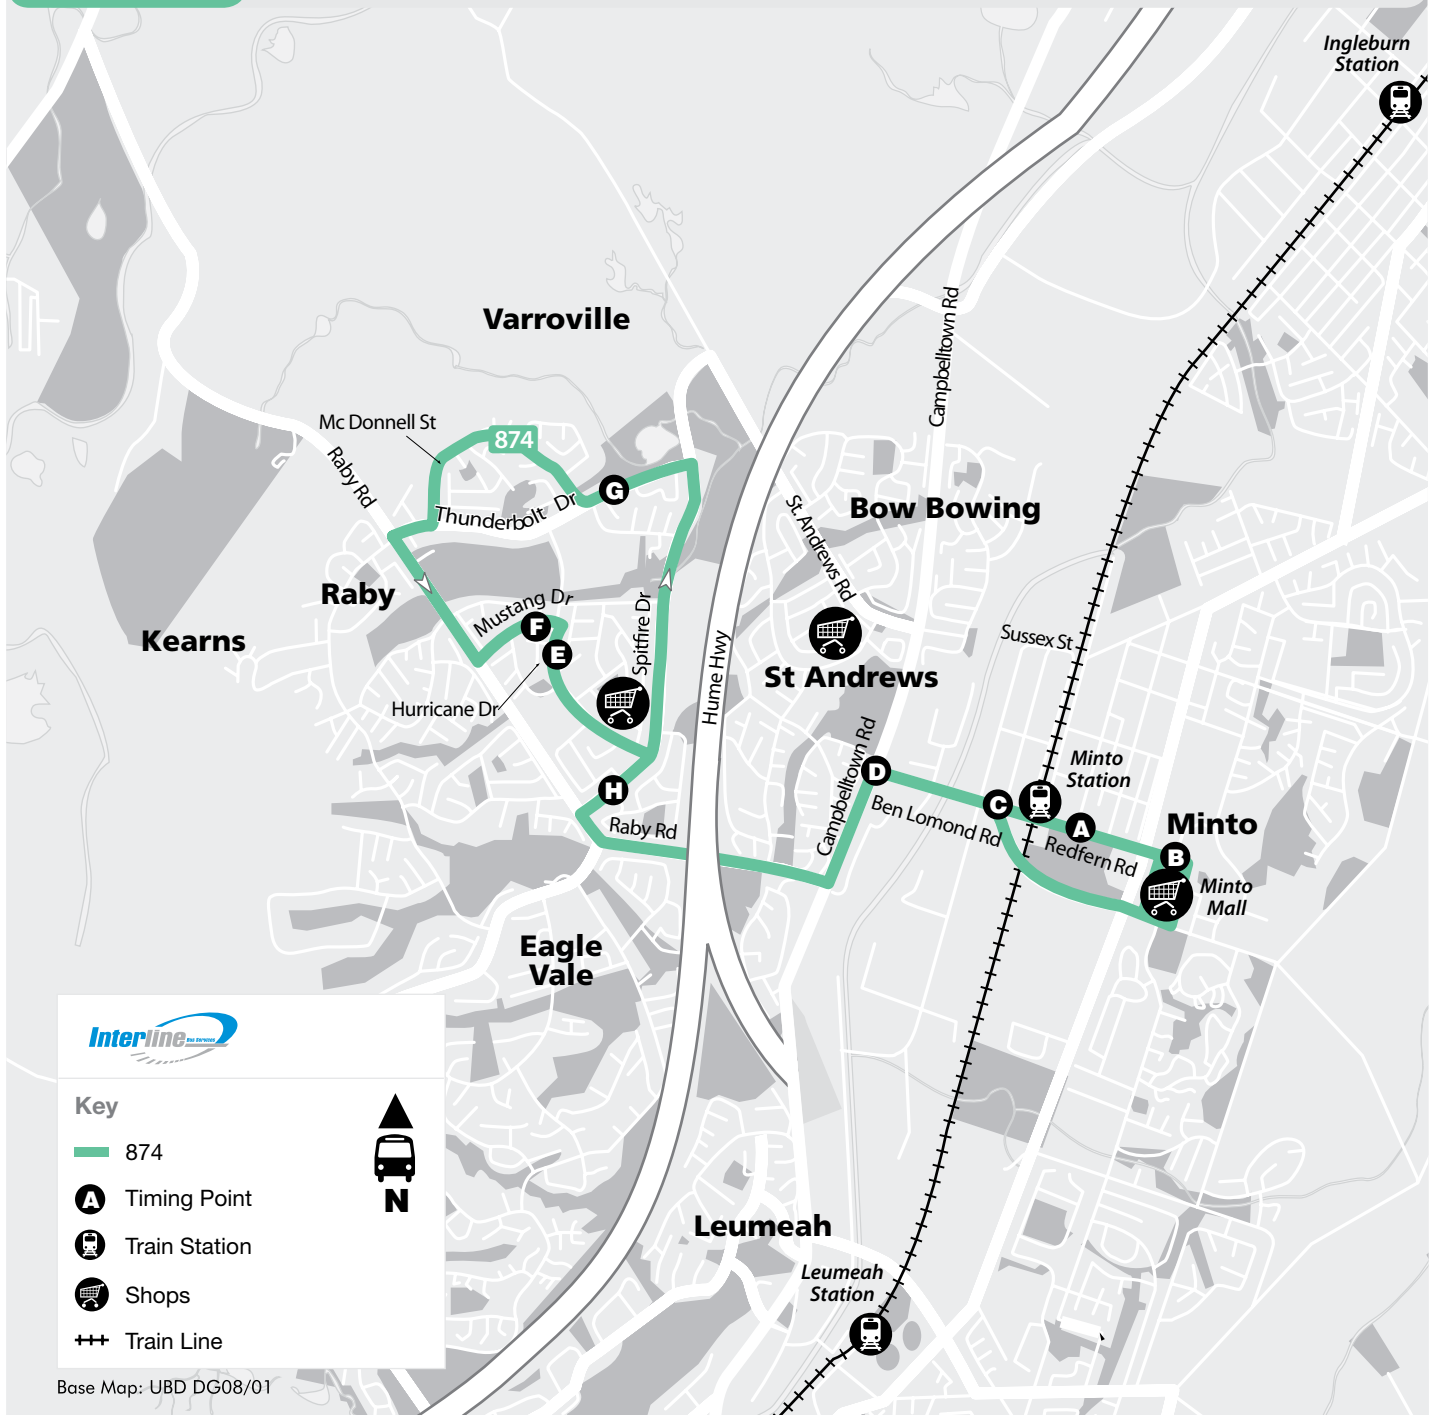 Ingleburn
Station
Varroville
Campbelltown Rd
Mc Donnell St
874
Raby Rd
G
Thunderbolt Dr
St. Andrews Rd
Bow Bowing
Raby
Mustang Dr
F
Kearns
E
Spitfire Dr
Hume Hwy
Sussex St
St Andrews
Hurricane Dr
Campbelltown Rd
D
Minto
Station
H
Ben Lomond Rd
C
A
Minto
Raby Rd
Redfern Rd
B
Minto
Mall
Eagle
Vale
Interline
Bus Services
Key
874
A Timing Point
N
Train Station
Shops
Train Line
Leumeah
Leumeah
Station
Base Map: UBD DG08/01